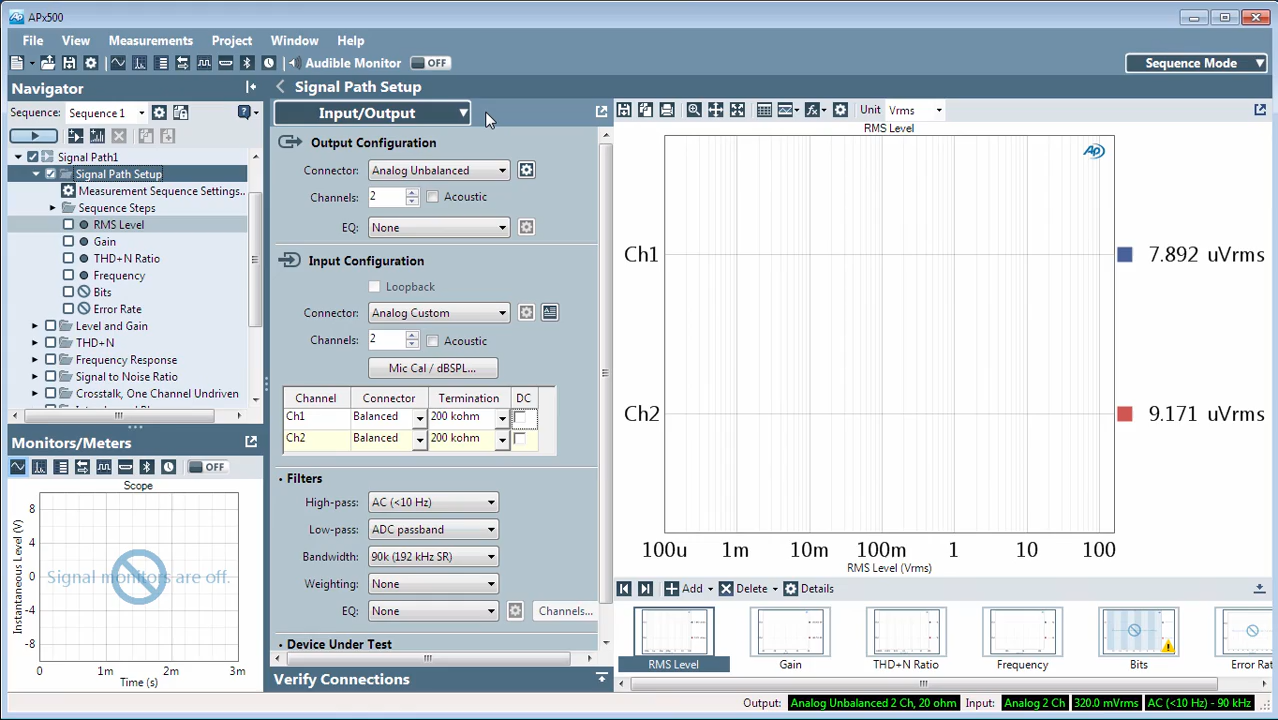 APx500
File View Measurements Project Window Help
Audible Monitor OFF
Sequence Mode
Navigator
Sequence: Sequence 1
Signal Path1
Signal Path Setup
Measurement Sequence Settings...
Sequence Steps
RMS Level
Gain
THD+N Ratio
Frequency
Bits
Error Rate
Level and Gain
THD+N
Frequency Response
Signal to Noise Ratio
Crosstalk, One Channel Undriven
Monitors/Meters
OFF
Scope
Instantaneous Level (V)
8
4
0
-4
-8
Signal monitors are off.
0 1m 2m 3m
Time (s)
Signal Path Setup
Input/Output
Output Configuration
Connector: Analog Unbalanced
Channels: 2 Acoustic
EQ: None
Input Configuration
Loopback
Connector: Analog Custom
Channels: 2 Acoustic
Mic Cal / dBSPL...
Channel Connector Termination DC
Ch1 Balanced 200 kohm
Ch2 Balanced 200 kohm
Filters
High-pass: AC (<10 Hz)
Low-pass: ADC passband
Bandwidth: 90k (192 kHz SR)
Weighting: None
EQ: None Channels...
Device Under Test
Verify Connections
Unit Vrms
RMS Level
AP
Ch1 7.892 uVrms
Ch2 9.171 uVrms
100u 1m 10m 100m 1 10 100
RMS Level (Vrms)
Add Delete Details
RMS Level Gain THD+N Ratio Frequency Bits Error Rat
Output: Analog Unbalanced 2 Ch, 20 ohm Input: Analog 2 Ch 320.0 mVrms AC (<10 Hz) - 90 kHz